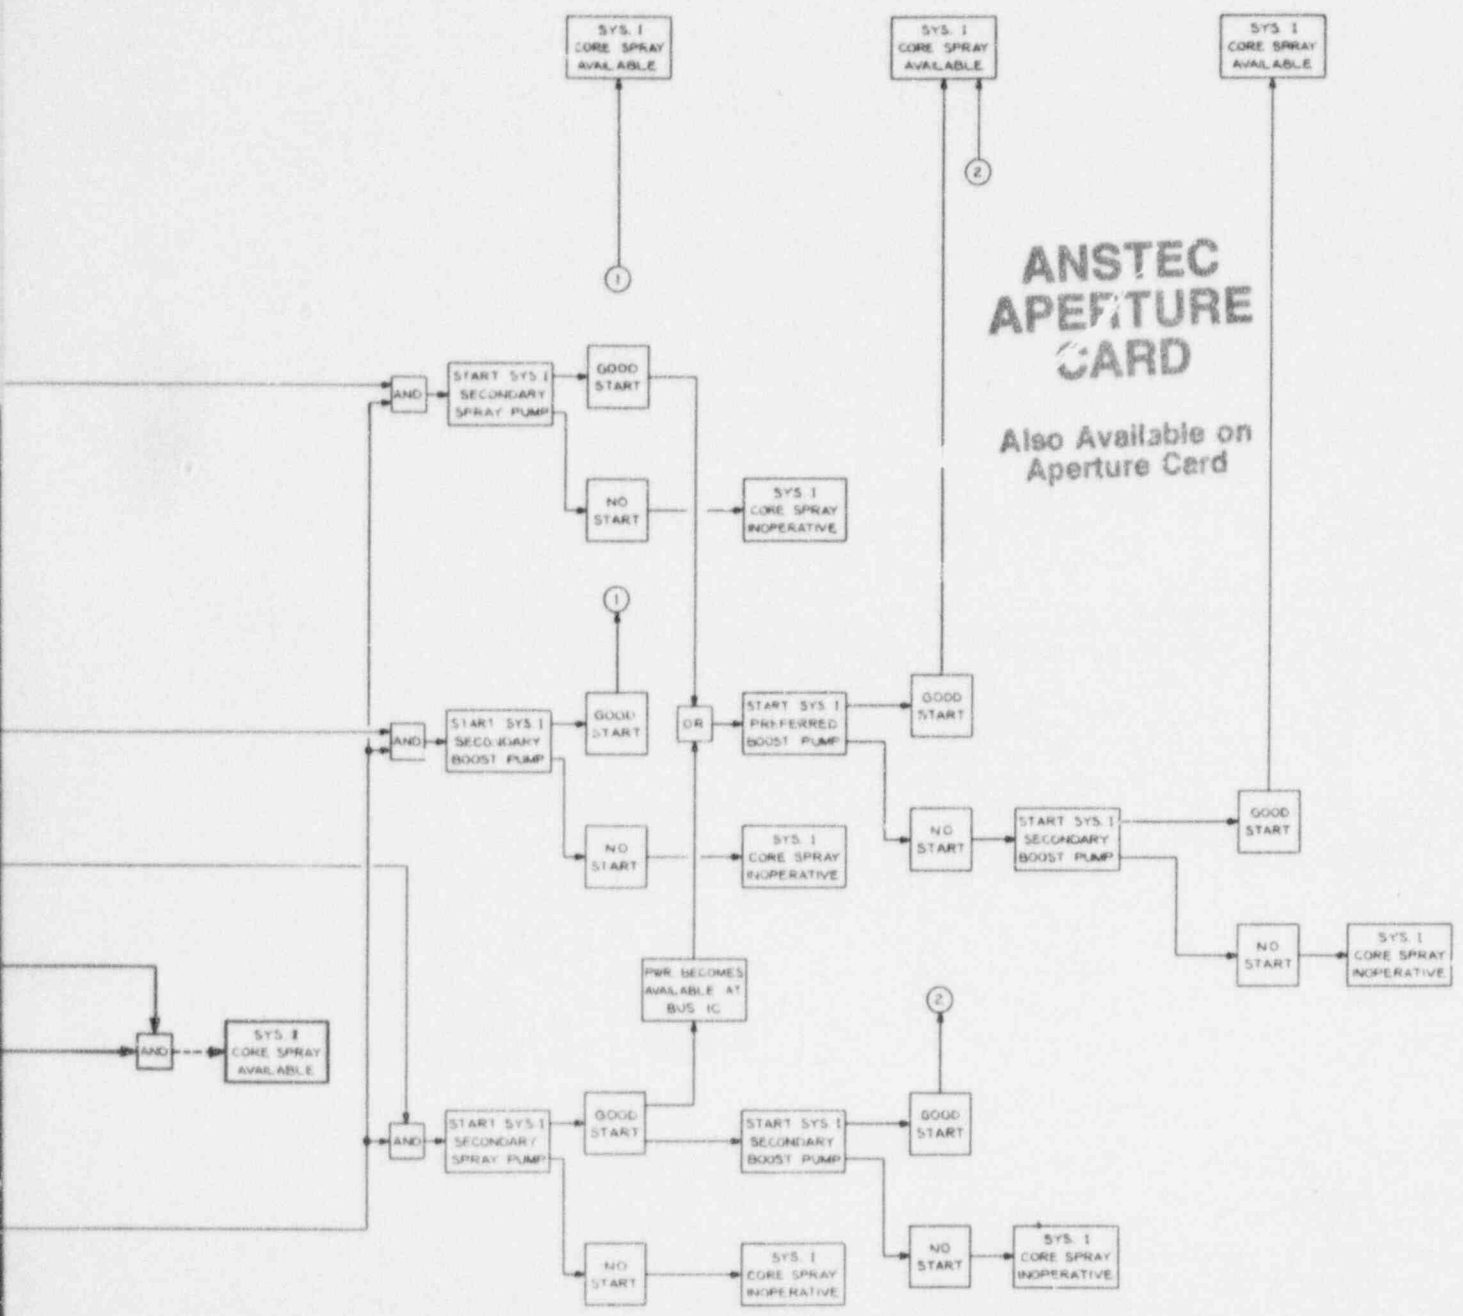 SYS. I
CORE SPRAY
AVAILABLE
SYS. I
CORE SPRAY
AVAILABLE
SYS. I
CORE SPRAY
AVAILABLE
2
1
ANSTEC
APERTURE
CARD
Also Available on
Aperture Card
AND
START SYS.I
SECONDARY
SPRAY PUMP
GOOD
START
NO
START
SYS. I
CORE SPRAY
INOPERATIVE
1
AND
START SYS.I
SECONDARY
BOOST PUMP
GOOD
START
OR
START SYS. I
PREFERRED
BOOST PUMP
GOOD
START
NO
START
SYS. I
CORE SPRAY
INOPERATIVE
NO
START
START SYS. I
SECONDARY
BOOST PUMP
GOOD
START
NO
START
SYS. I
CORE SPRAY
INOPERATIVE
PWR. BECOMES
AVAILABLE AT
BUS 1C
2
AND
SYS. II
CORE SPRAY
AVAILABLE
AND
START SYS.I
SECONDARY
SPRAY PUMP
GOOD
START
START SYS. I
SECONDARY
BOOST PUMP
GOOD
START
NO
START
SYS. I
CORE SPRAY
INOPERATIVE
NO
START
SYS. I
CORE SPRAY
INOPERATIVE